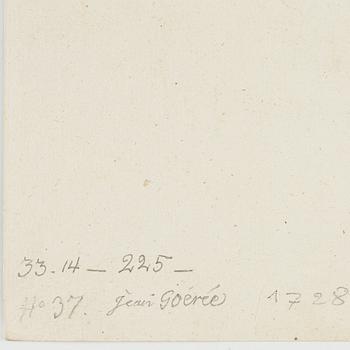 33.14 — 225 —
No 37. Jean Goérée 1728